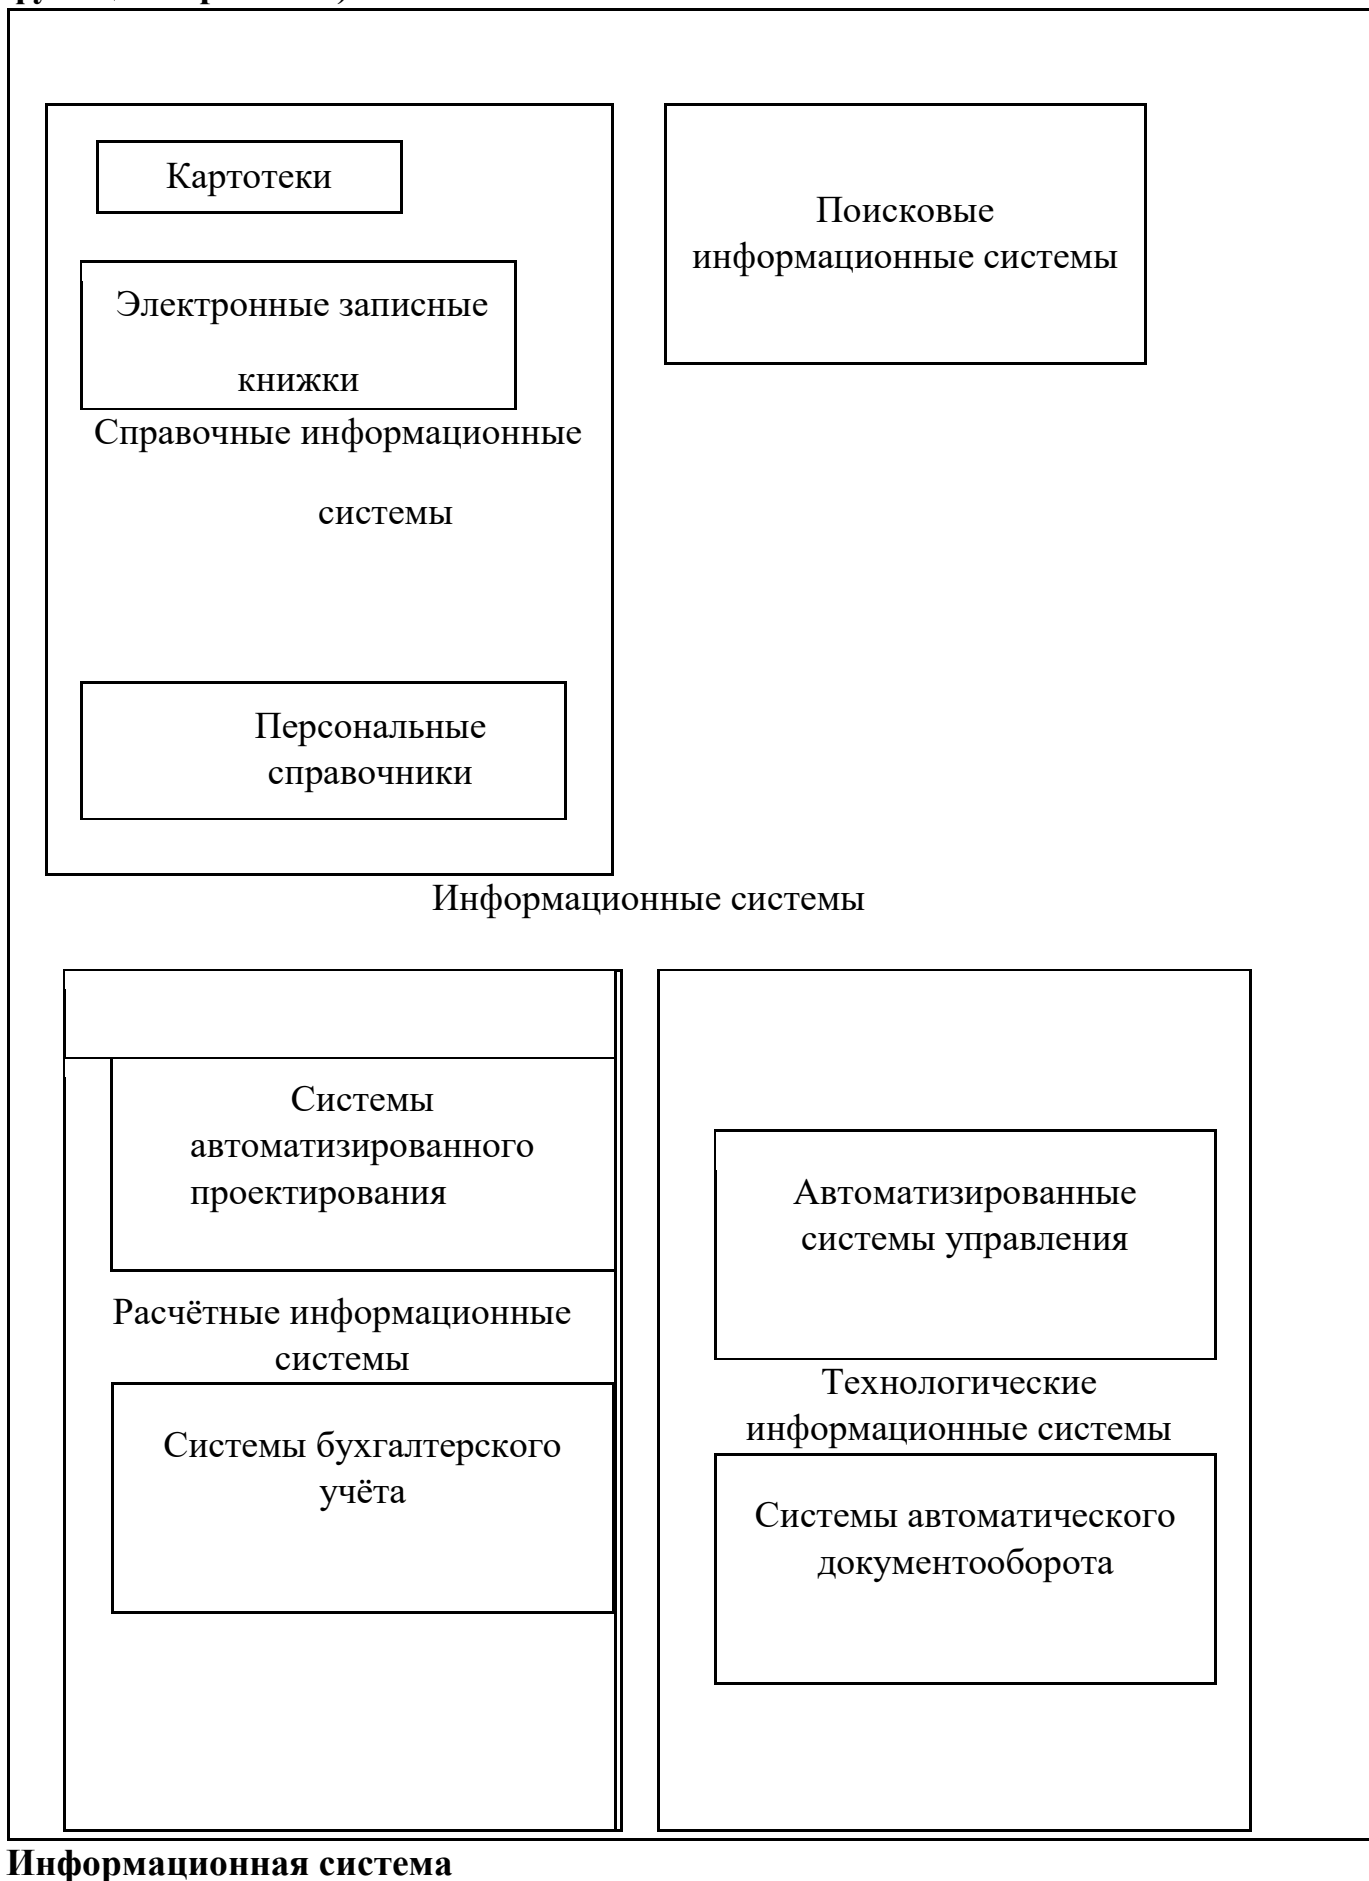 Картотеки
Электронные записные
книжки
Справочные информационные
системы
Персональные
справочники
Поисковые
информационные системы
Информационные системы
Системы
автоматизированного
проектирования
Расчётные информационные
системы
Системы бухгалтерского
учёта
Автоматизированные
системы управления
Технологические
информационные системы
Системы автоматического
документооборота
Информационная система